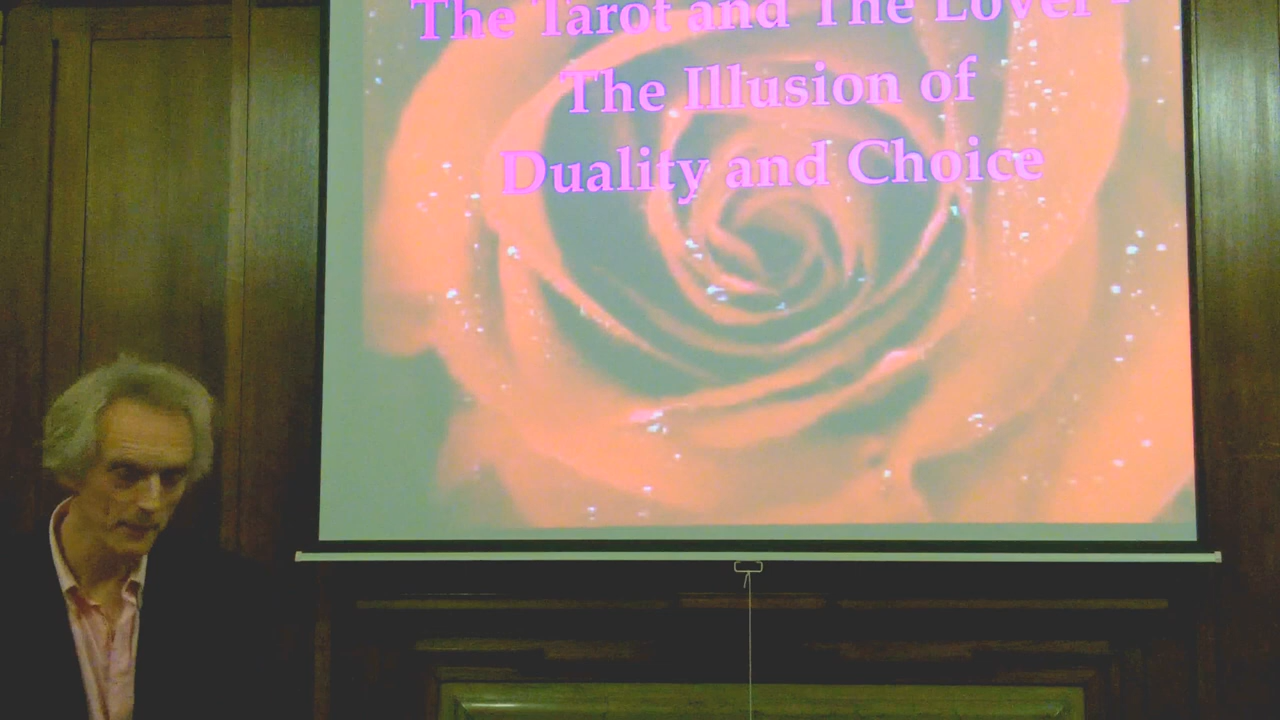 The Tarot and The Lover -
The Illusion of
Duality and Choice